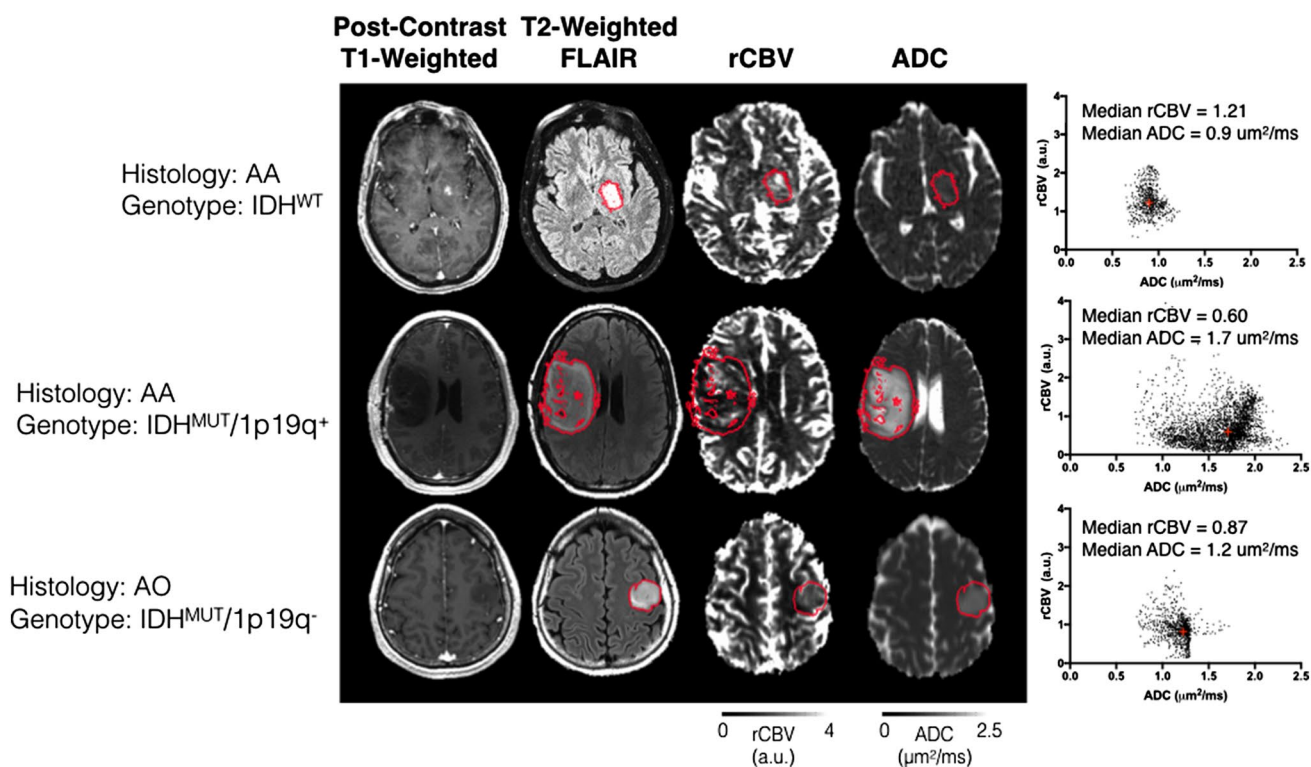 Post-Contrast T2-Weighted
T1-Weighted FLAIR rCBV ADC
Histology: AA
Genotype: IDHᵂᵀ
Median rCBV = 1.21
Median ADC = 0.9 um²/ms
4
3
2
1
0
rCBV (a.u.)
0.0 0.5 1.0 1.5 2.0 2.5
ADC (μm²/ms)
Histology: AA
Genotype: IDHᴹᵁᵀ/1p19q⁺
Median rCBV = 0.60
Median ADC = 1.7 um²/ms
4
3
2
1
0
rCBV (a.u.)
0.0 0.5 1.0 1.5 2.0 2.5
ADC (μm²/ms)
Histology: AO
Genotype: IDHᴹᵁᵀ/1p19q⁻
Median rCBV = 0.87
Median ADC = 1.2 um²/ms
4
3
2
1
0
rCBV (a.u.)
0.0 0.5 1.0 1.5 2.0 2.5
ADC (μm²/ms)
0 rCBV 4
(a.u.)
0 ADC 2.5
(μm²/ms)